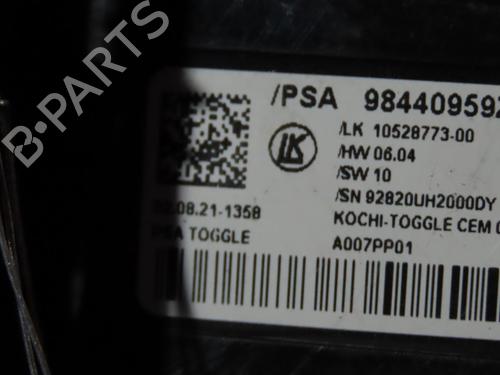 /PSA 984409592
/LK 10528773-00
LK
/HW 06.04
/SW 10
/SN 92820UH2000DY
.08.21-1358
KOCHI-TOGGLE CEM
PSA TOGGLE
A007PP01
B-PARTS